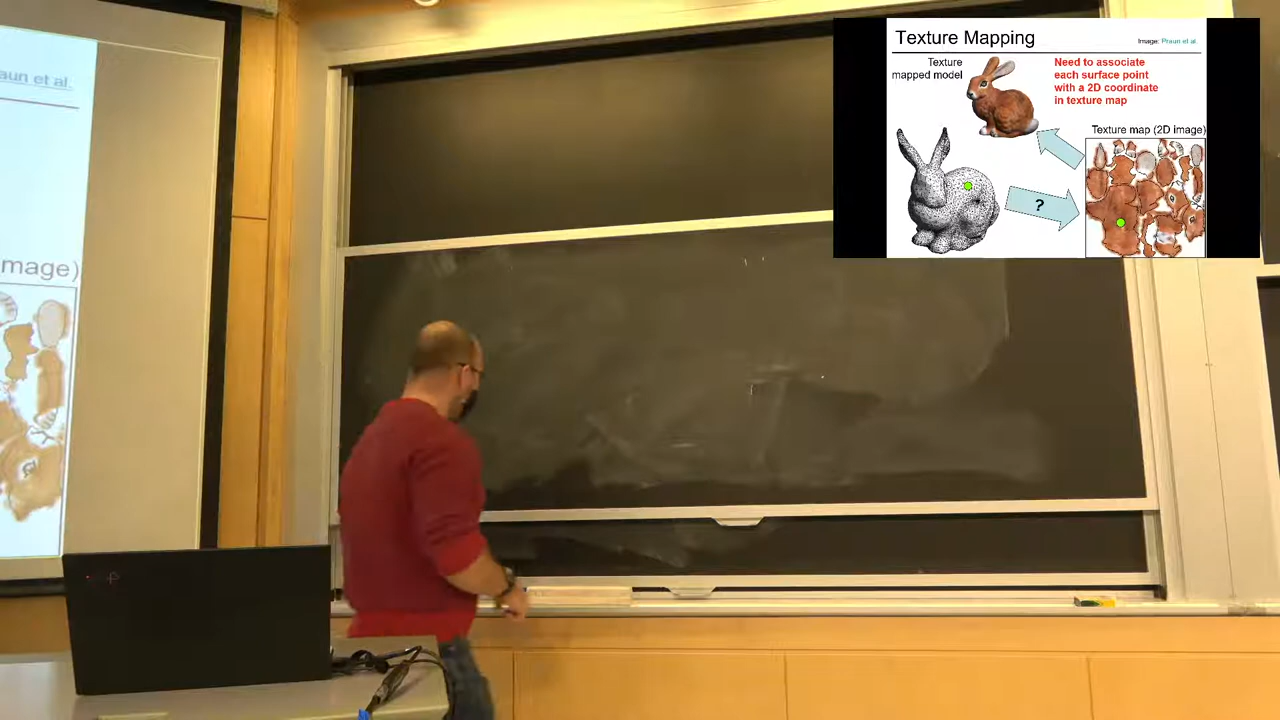 aun et al.
mage)
Texture Mapping
Image: Praun et al.
Texture
mapped model
Need to associate
each surface point
with a 2D coordinate
in texture map
Texture map (2D image)
?